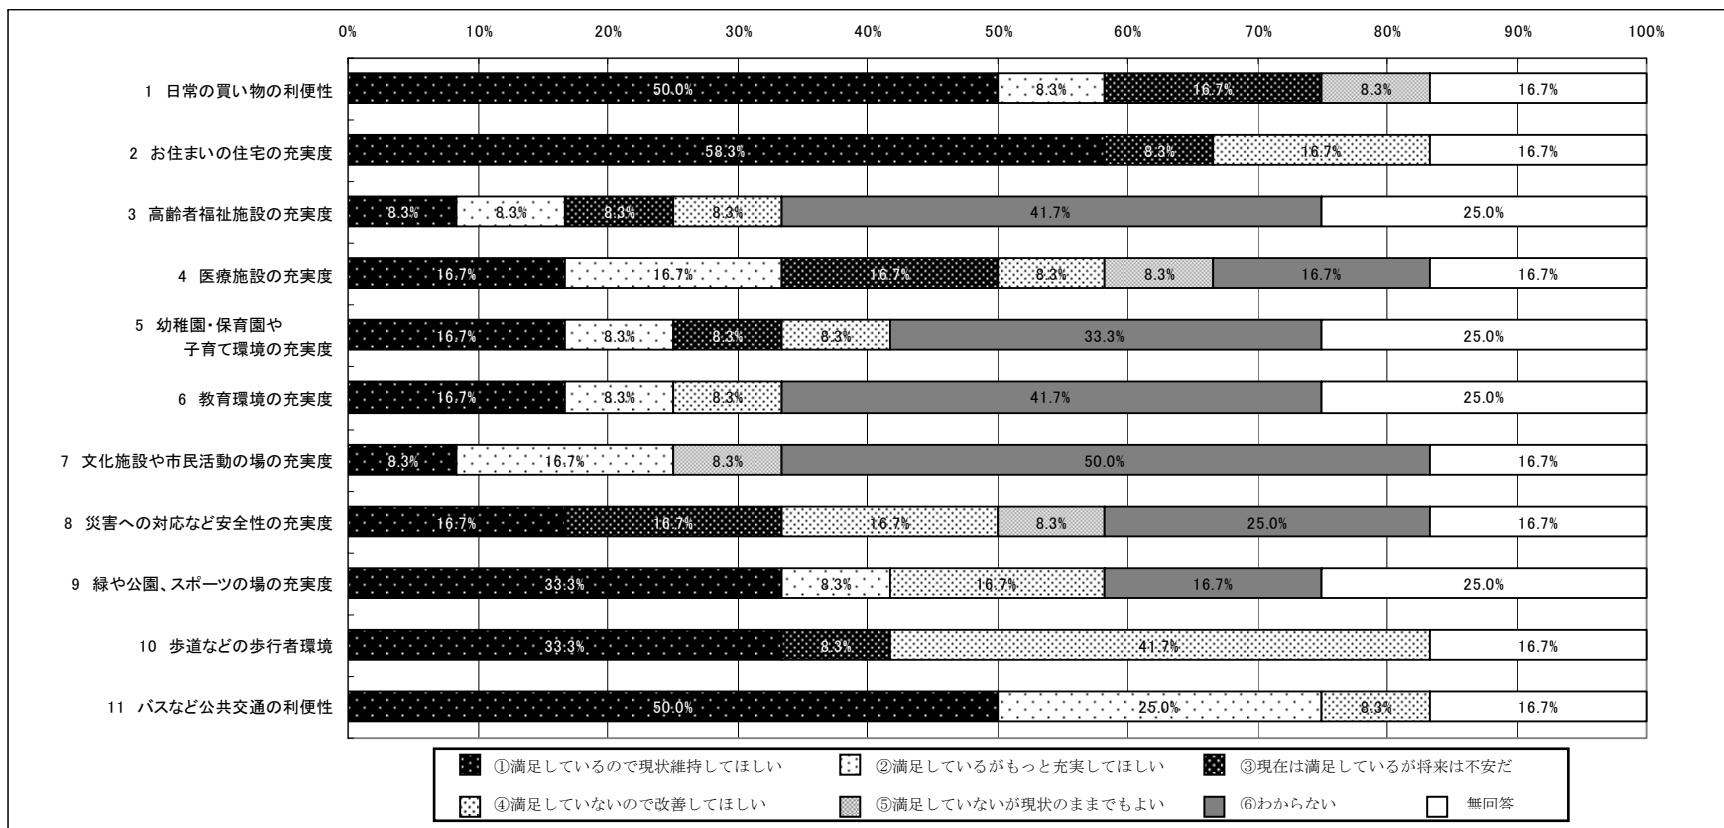 0% 10% 20% 30% 40% 50% 60% 70% 80% 90% 100%
1 日常の買い物の利便性 50.0% 8.3% 16.7% 8.3% 16.7%
2 お住まいの住宅の充実度 58.3% 8.3% 16.7% 16.7%
3 高齢者福祉施設の充実度 8.3% 8.3% 8.3% 8.3% 41.7% 25.0%
4 医療施設の充実度 16.7% 16.7% 16.7% 8.3% 8.3% 16.7% 16.7%
5 幼稚園・保育園や
子育て環境の充実度 16.7% 8.3% 8.3% 8.3% 33.3% 25.0%
6 教育環境の充実度 16.7% 8.3% 8.3% 41.7% 25.0%
7 文化施設や市民活動の場の充実度 8.3% 16.7% 8.3% 50.0% 16.7%
8 災害への対応など安全性の充実度 16.7% 16.7% 16.7% 8.3% 25.0% 16.7%
9 緑や公園、スポーツの場の充実度 33.3% 8.3% 16.7% 16.7% 25.0%
10 歩道などの歩行者環境 33.3% 8.3% 41.7% 16.7%
11 バスなど公共交通の利便性 50.0% 25.0% 8.3% 16.7%
①満足しているので現状維持してほしい ②満足しているがもっと充実してほしい ③現在は満足しているが将来は不安だ
④満足していないので改善してほしい ⑤満足していないが現状のままでもよい ⑥わからない 無回答